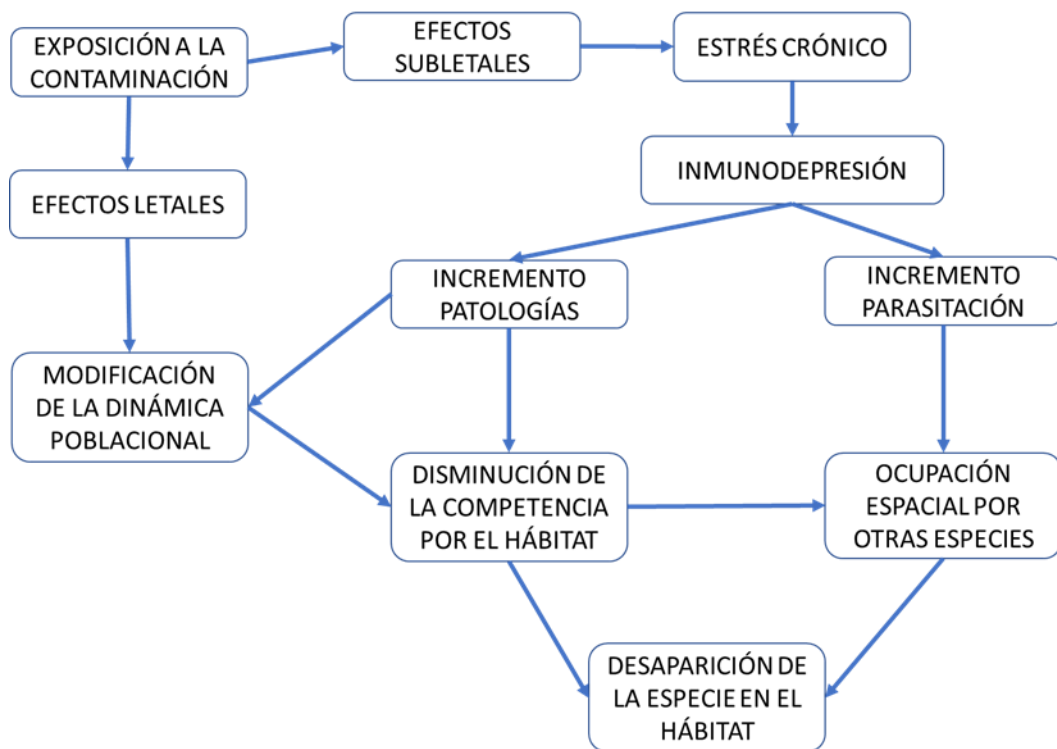 EXPOSICIÓN A LA
CONTAMINACIÓN
EFECTOS
SUBLETALES
ESTRÉS CRÓNICO
EFECTOS LETALES
INMUNODEPRESIÓN
INCREMENTO
PATOLOGÍAS
INCREMENTO
PARASITACIÓN
MODIFICACIÓN
DE LA DINÁMICA
POBLACIONAL
DISMINUCIÓN DE
LA COMPETENCIA
POR EL HÁBITAT
OCUPACIÓN
ESPACIAL POR
OTRAS ESPECIES
DESAPARICIÓN DE
LA ESPECIE EN EL
HÁBITAT